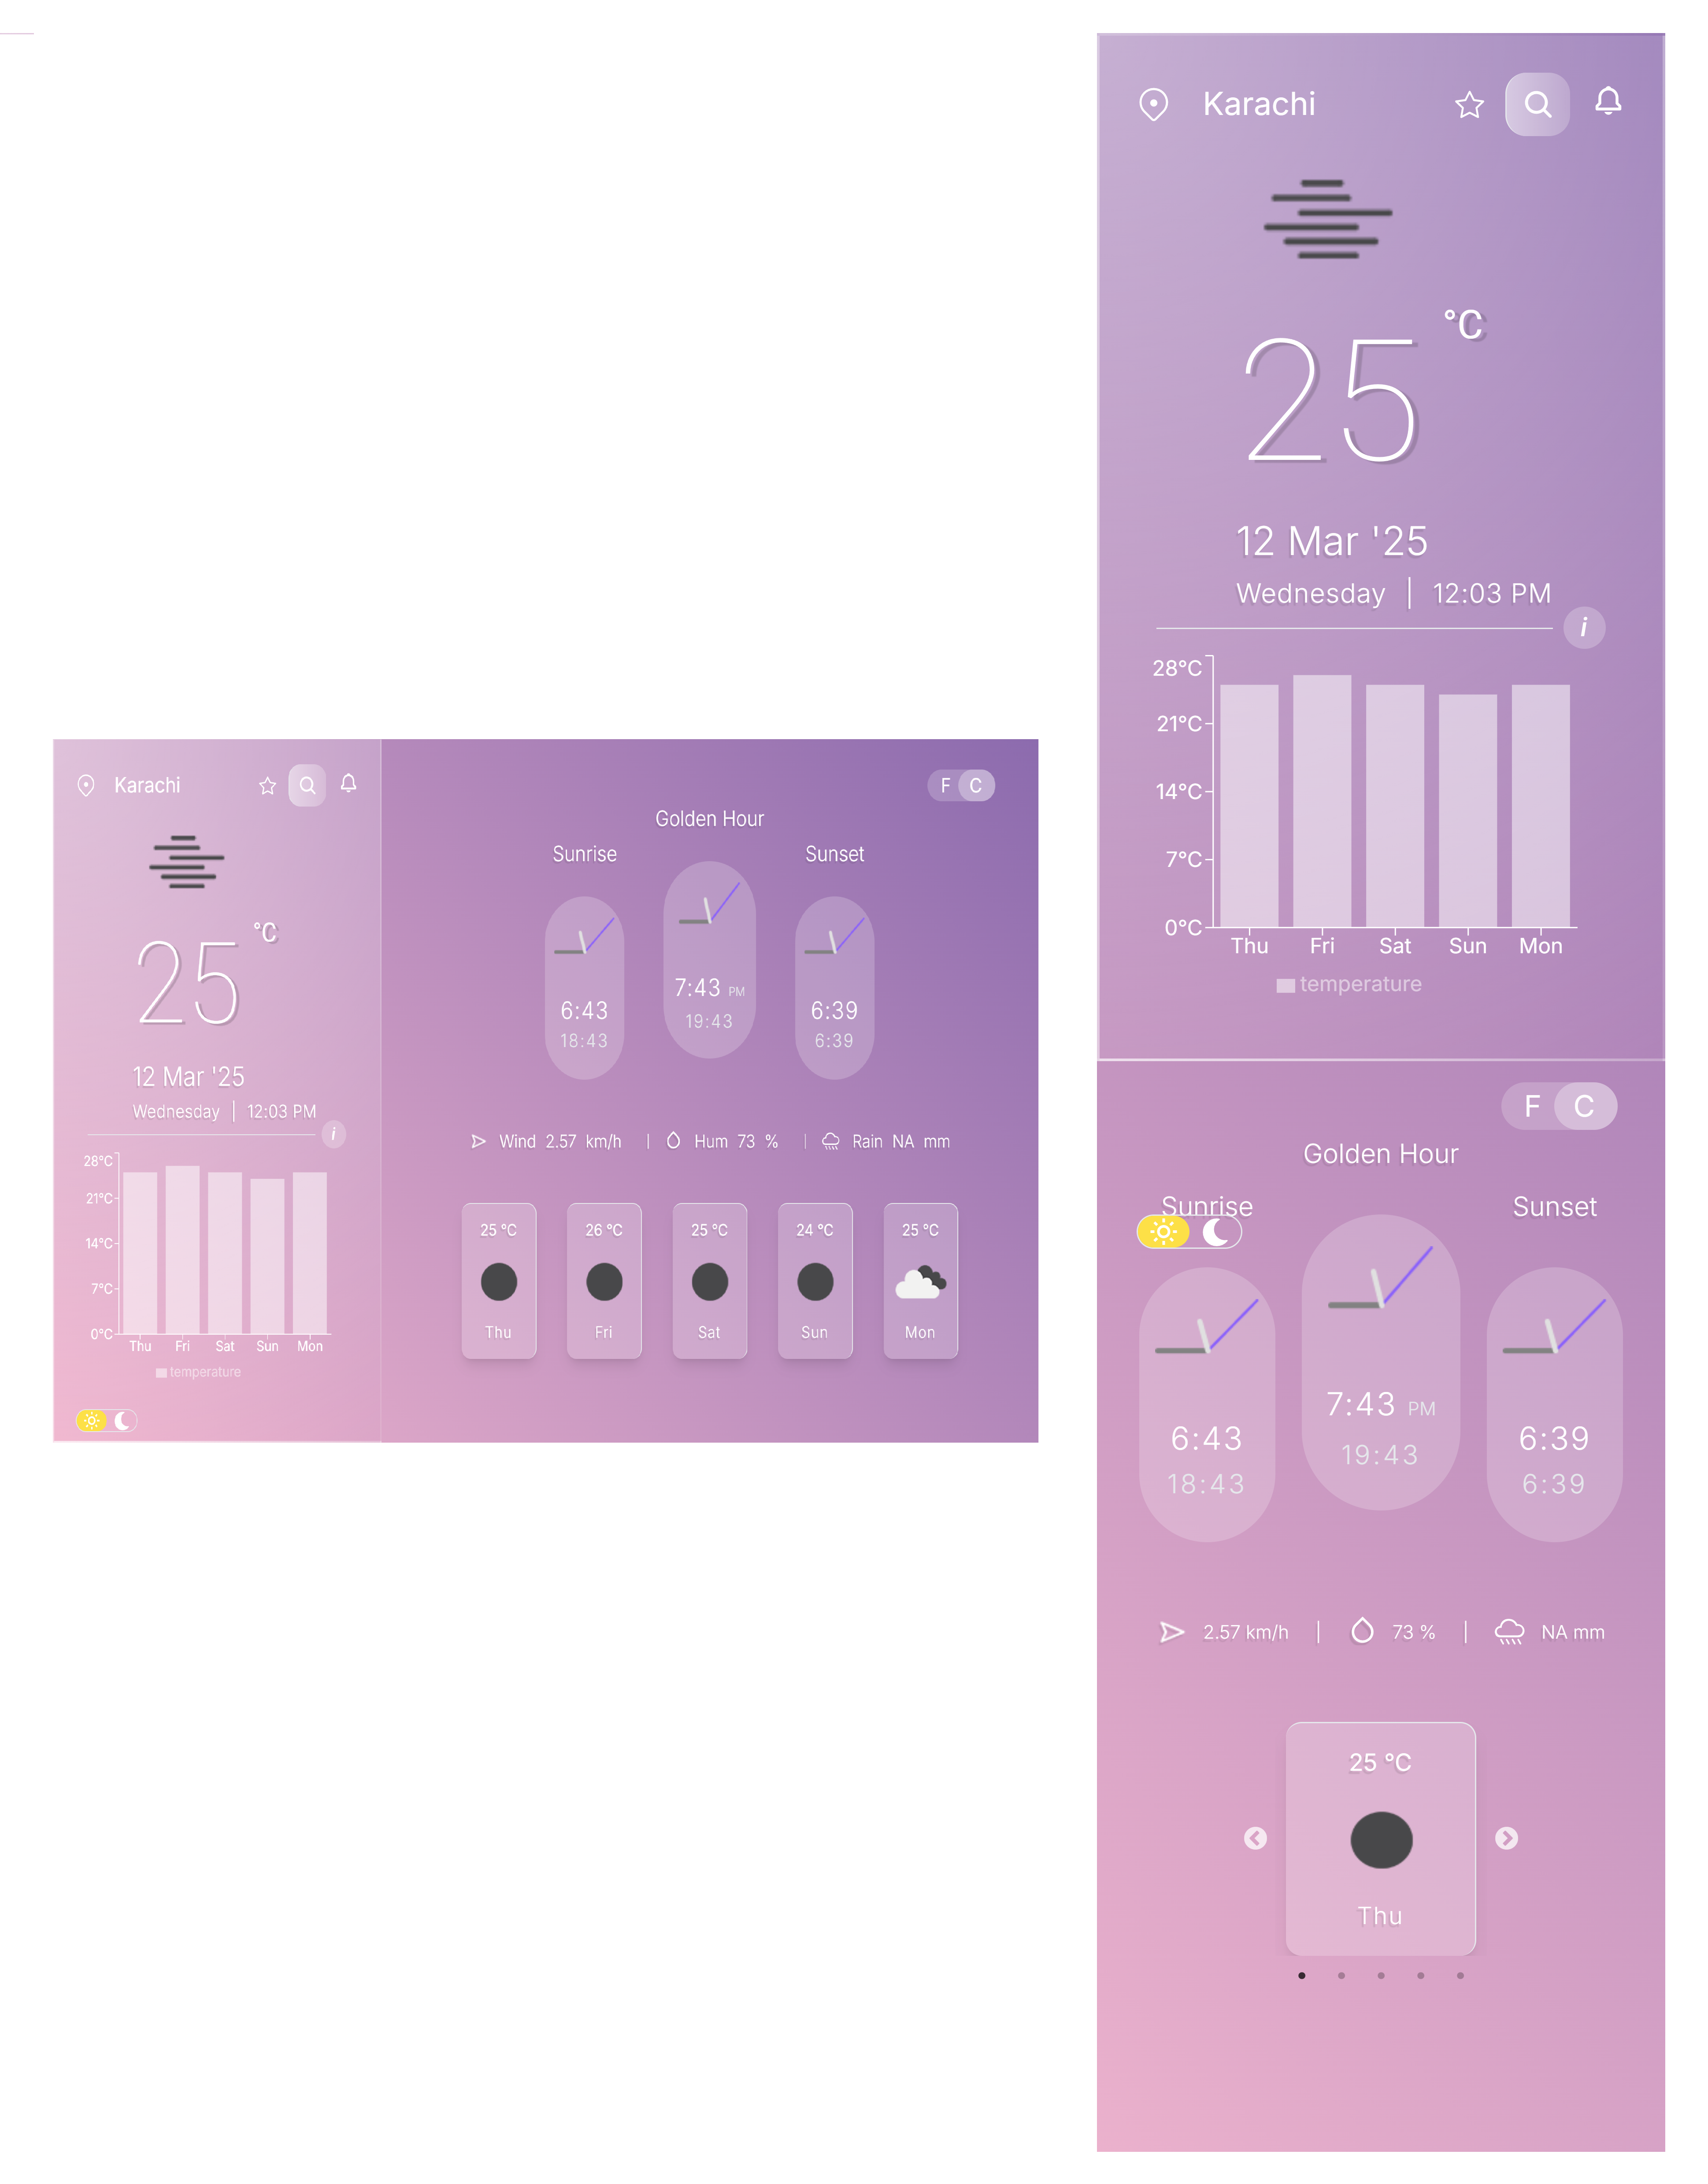 Karachi
°C
25
12 Mar '25
Wednesday | 12:03 PM
i
28°C
21°C
14°C
7°C
0°C
Thu Fri Sat Sun Mon
temperature
F C
Golden Hour
Sunrise
Sunset
7:43 PM
19:43
6:43
18:43
6:39
6:39
Wind 2.57 km/h | Hum 73 % | Rain NA mm
25 °C 26 °C 25 °C 24 °C 25 °C
Thu Fri Sat Sun Mon
Karachi
°C
25
12 Mar '25
Wednesday | 12:03 PM
i
28°C
21°C
14°C
7°C
0°C
Thu Fri Sat Sun Mon
temperature
F C
Golden Hour
Sunrise
Sunset
7:43 PM
19:43
6:43
18:43
6:39
6:39
2.57 km/h | 73 % | NA mm
25 °C
Thu